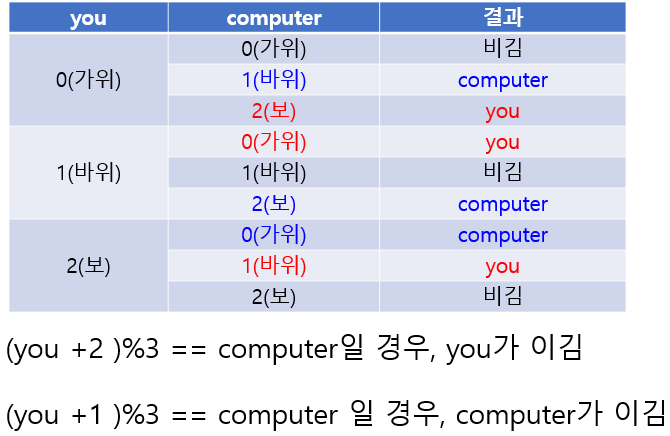 you computer 결과
0(가위) 0(가위) 비김
1(바위) computer
2(보) you
1(바위) 0(가위) you
1(바위) 비김
2(보) computer
2(보) 0(가위) computer
1(바위) you
2(보) 비김
(you +2 )%3 == computer일 경우, you가 이김
(you +1 )%3 == computer 일 경우, computer가 이김